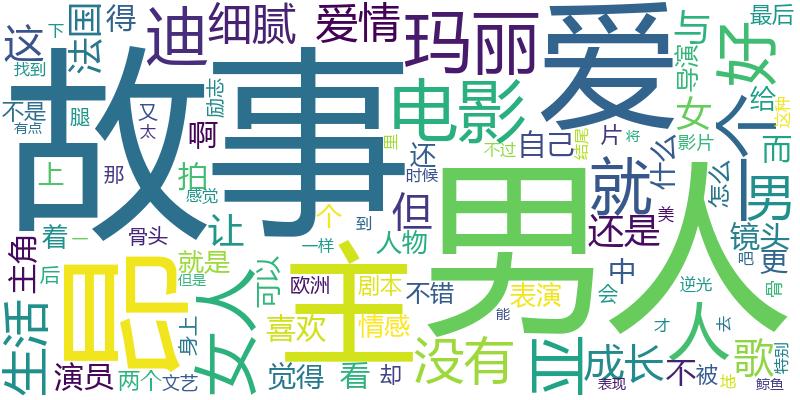 这
法国
得
迪
细腻
爱情
玛丽
爱
与
导演
好
最后
下
找到
不是
有点
腿
又
太
励志
啊
故事
电影
一个
给
这种
女
而
上
那
拍
感觉
里
还
时候
不过
自己
结尾
片
将
影片
什么
怎么
男
着
骨头
让
个
到
但
男人
就
还是
美
镜头
吧
更
主角
后
一
就是
但是
一样
人物
昂
女人
可以
欧洲
主
剧本
不错
表演
中
会
人
逆光
骨
生活
身上
喜欢
情感
没有
能
亚
成长
才
去
不
被
歌
特别
演员
两个
文艺
觉得
看
却
表现
地
鲸鱼